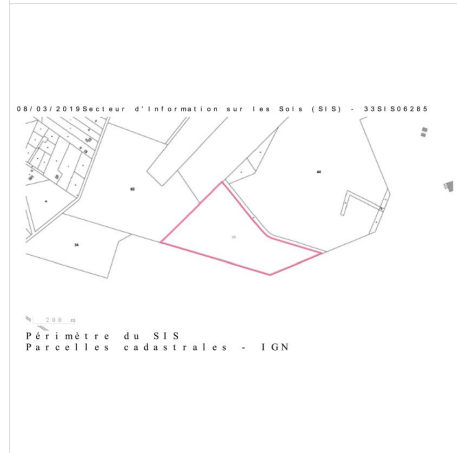 08/03/2019Secteur d'Information sur les Sols (SIS) - 33SIS06285
200 m
Périmètre du SIS
Parcelles cadastrales - IGN